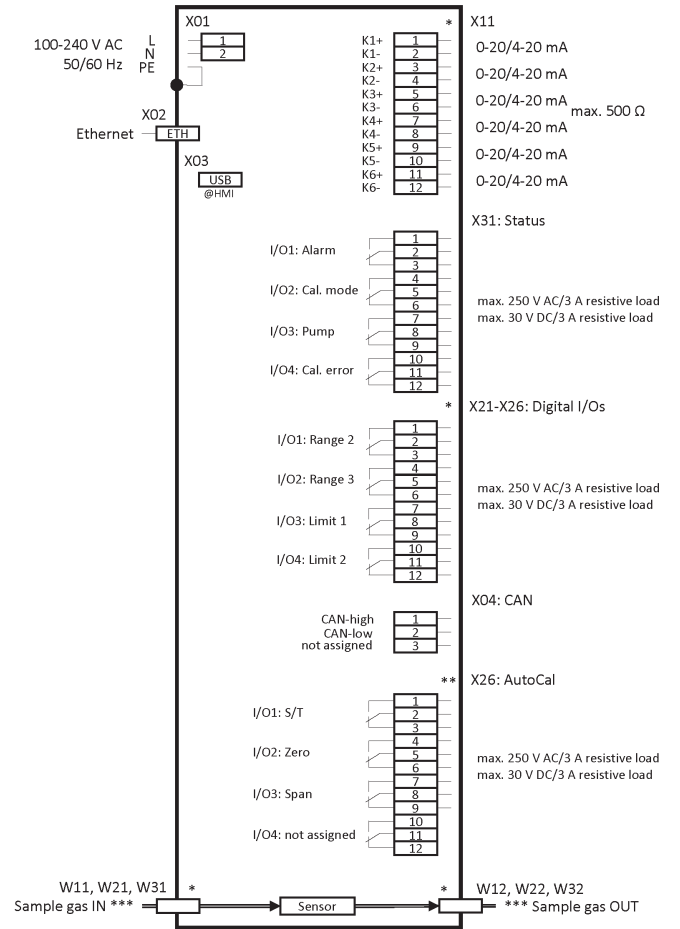 X01
100-240 V AC
50/60 Hz
L 1
N 2
PE
X02
Ethernet ETH
X03
USB
@HMI
* X11
K1+ 1
K1- 2
K2+ 3
K2- 4
K3+ 5
K3- 6
K4+ 7
K4- 8
K5+ 9
K5- 10
K6+ 11
K6- 12
0-20/4-20 mA
0-20/4-20 mA
0-20/4-20 mA
0-20/4-20 mA
0-20/4-20 mA
0-20/4-20 mA
max. 500 Ω
X31: Status
I/O1: Alarm
1
2
3
I/O2: Cal. mode
4
5
6
I/O3: Pump
7
8
9
I/O4: Cal. error
10
11
12
max. 250 V AC/3 A resistive load
max. 30 V DC/3 A resistive load
* X21-X26: Digital I/Os
I/O1: Range 2
1
2
3
I/O2: Range 3
4
5
6
I/O3: Limit 1
7
8
9
I/O4: Limit 2
10
11
12
max. 250 V AC/3 A resistive load
max. 30 V DC/3 A resistive load
X04: CAN
CAN-high 1
CAN-low 2
not assigned 3
** X26: AutoCal
I/O1: S/T
1
2
3
I/O2: Zero
4
5
6
I/O3: Span
7
8
9
I/O4: not assigned
10
11
12
max. 250 V AC/3 A resistive load
max. 30 V DC/3 A resistive load
W11, W21, W31 *
Sample gas IN ***
Sensor
* W12, W22, W32
*** Sample gas OUT